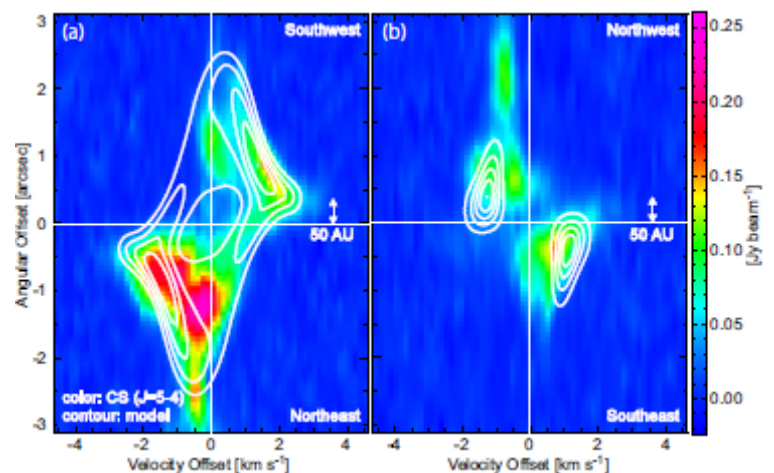 (a) Southwest
(b) Northwest
3
2
1
0
-1
-2
-3
Angular Offset [arcsec]
50 AU
50 AU
color: CS (J=5-4)
contour: model
Northeast
Southeast
-4 -2 0 2 4
-4 -2 0 2 4
Velocity Offset [km s⁻¹]
Velocity Offset [km s⁻¹]
0.25
0.20
0.15
0.10
0.05
0.00
[Jy beam⁻¹]